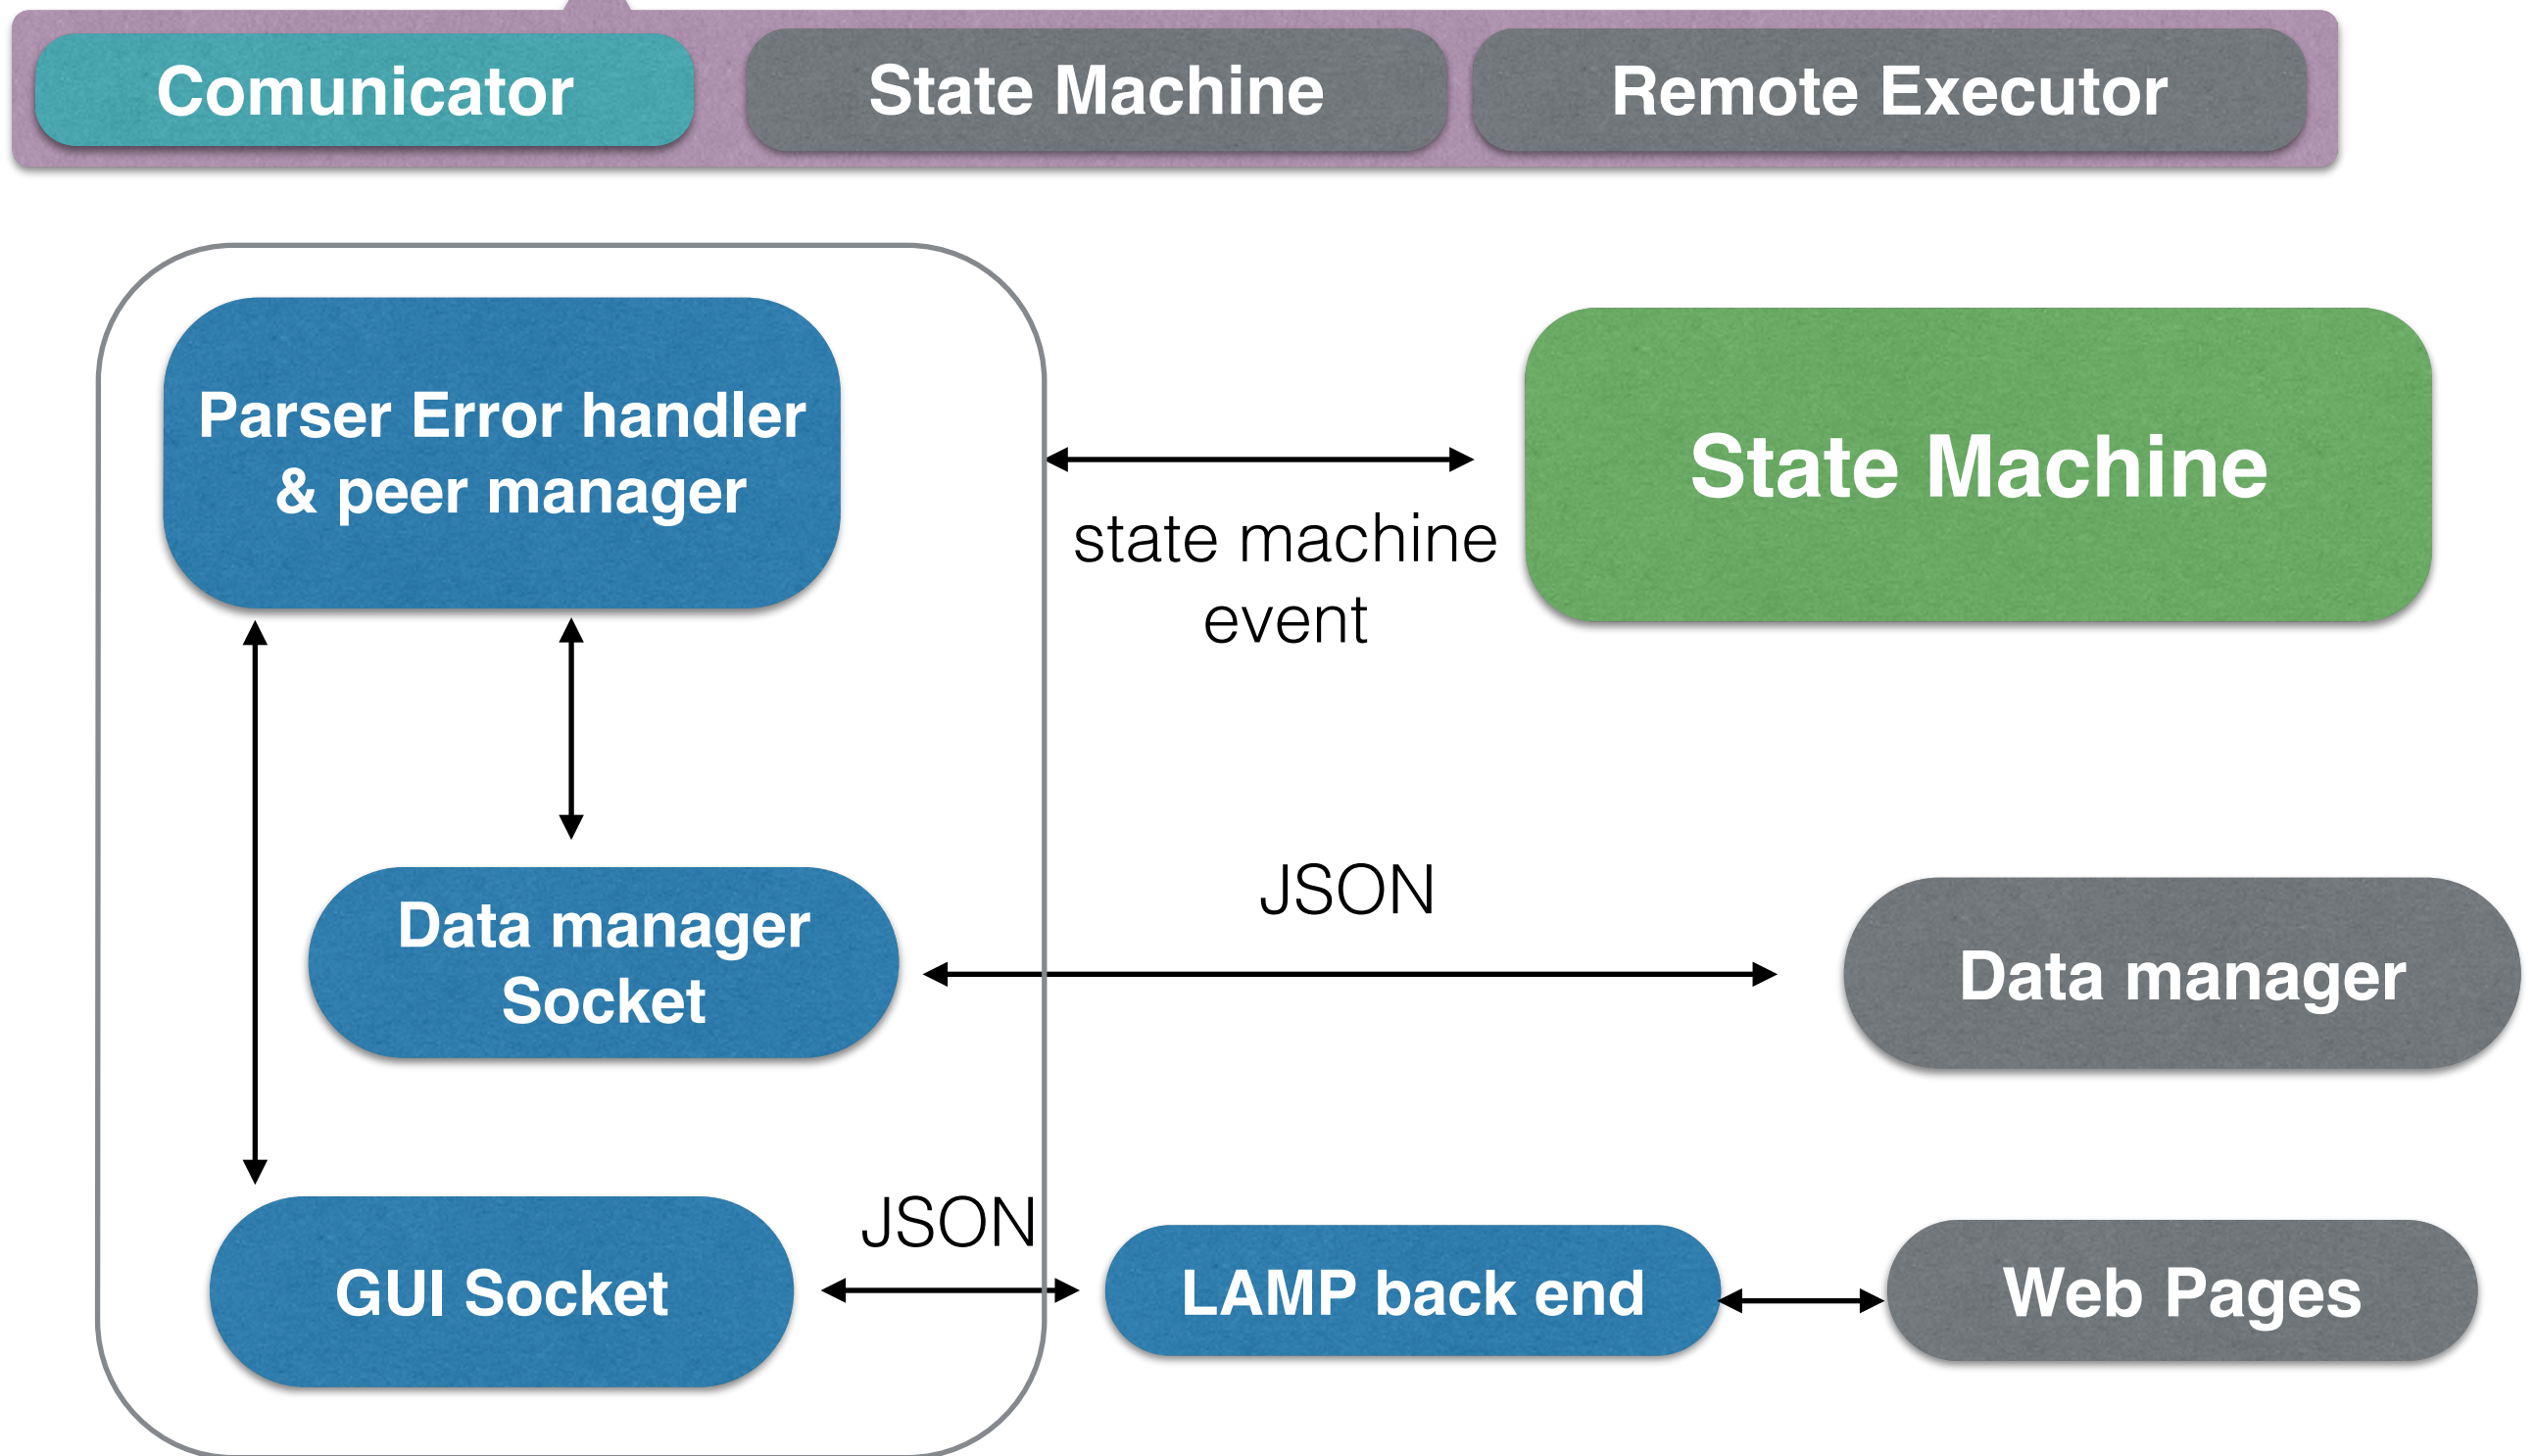 Comunicator
State Machine
Remote Executor
Parser Error handler
& peer manager
state machine
event
State Machine
Data manager
Socket
JSON
Data manager
GUI Socket
JSON
LAMP back end
Web Pages